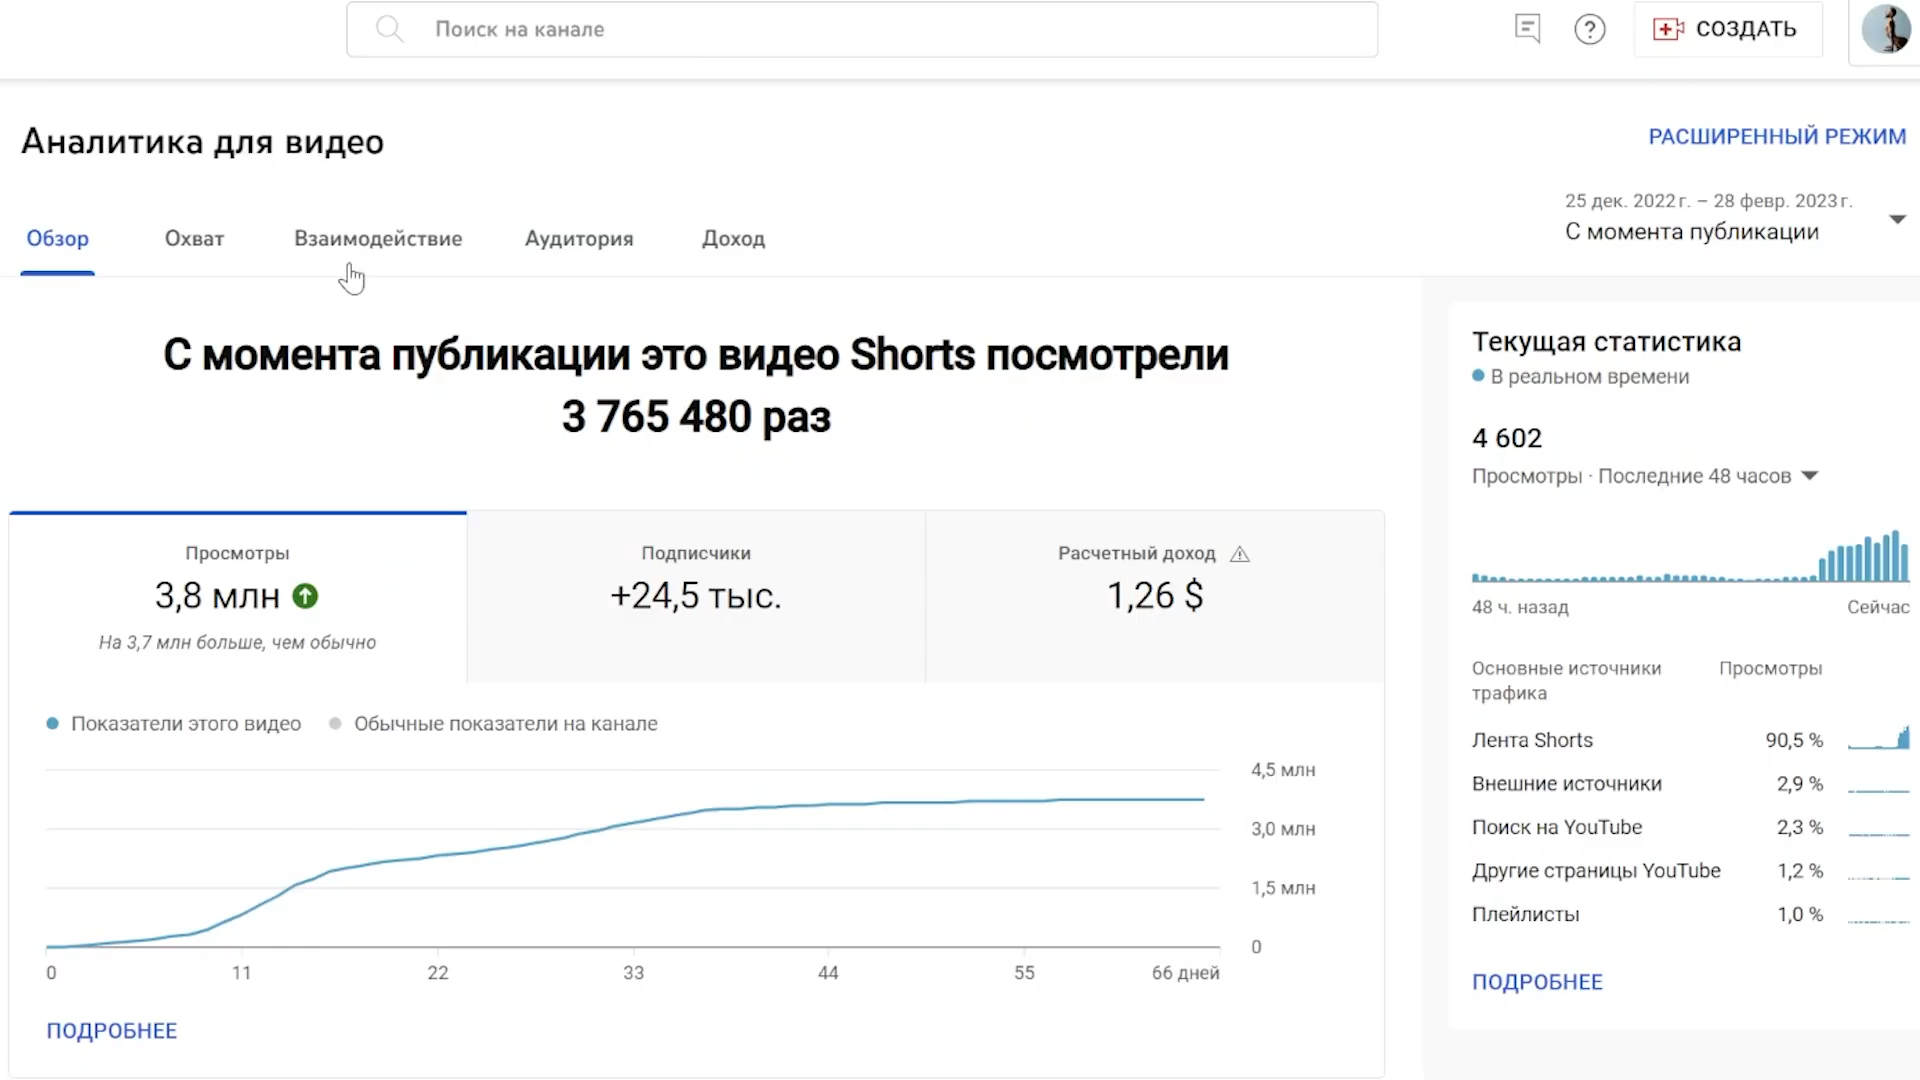 Поиск на канале
СОЗДАТЬ
Аналитика для видео
РАСШИРЕННЫЙ РЕЖИМ
25 дек. 2022 г. – 28 февр. 2023 г.
С момента публикации
Обзор
Охват
Взаимодействие
Аудитория
Доход
С момента публикации это видео Shorts посмотрели
3 765 480 раз
Просмотры
3,8 млн
На 3,7 млн больше, чем обычно
Подписчики
+24,5 тыс.
Расчетный доход
1,26 $
Показатели этого видео
Обычные показатели на канале
4,5 млн
3,0 млн
1,5 млн
0
0
11
22
33
44
55
66 дней
ПОДРОБНЕЕ
Текущая статистика
В реальном времени
4 602
Просмотры · Последние 48 часов
48 ч. назад
Сейчас
Основные источники трафика
Просмотры
Лента Shorts 90,5 %
Внешние источники 2,9 %
Поиск на YouTube 2,3 %
Другие страницы YouTube 1,2 %
Плейлисты 1,0 %
ПОДРОБНЕЕ